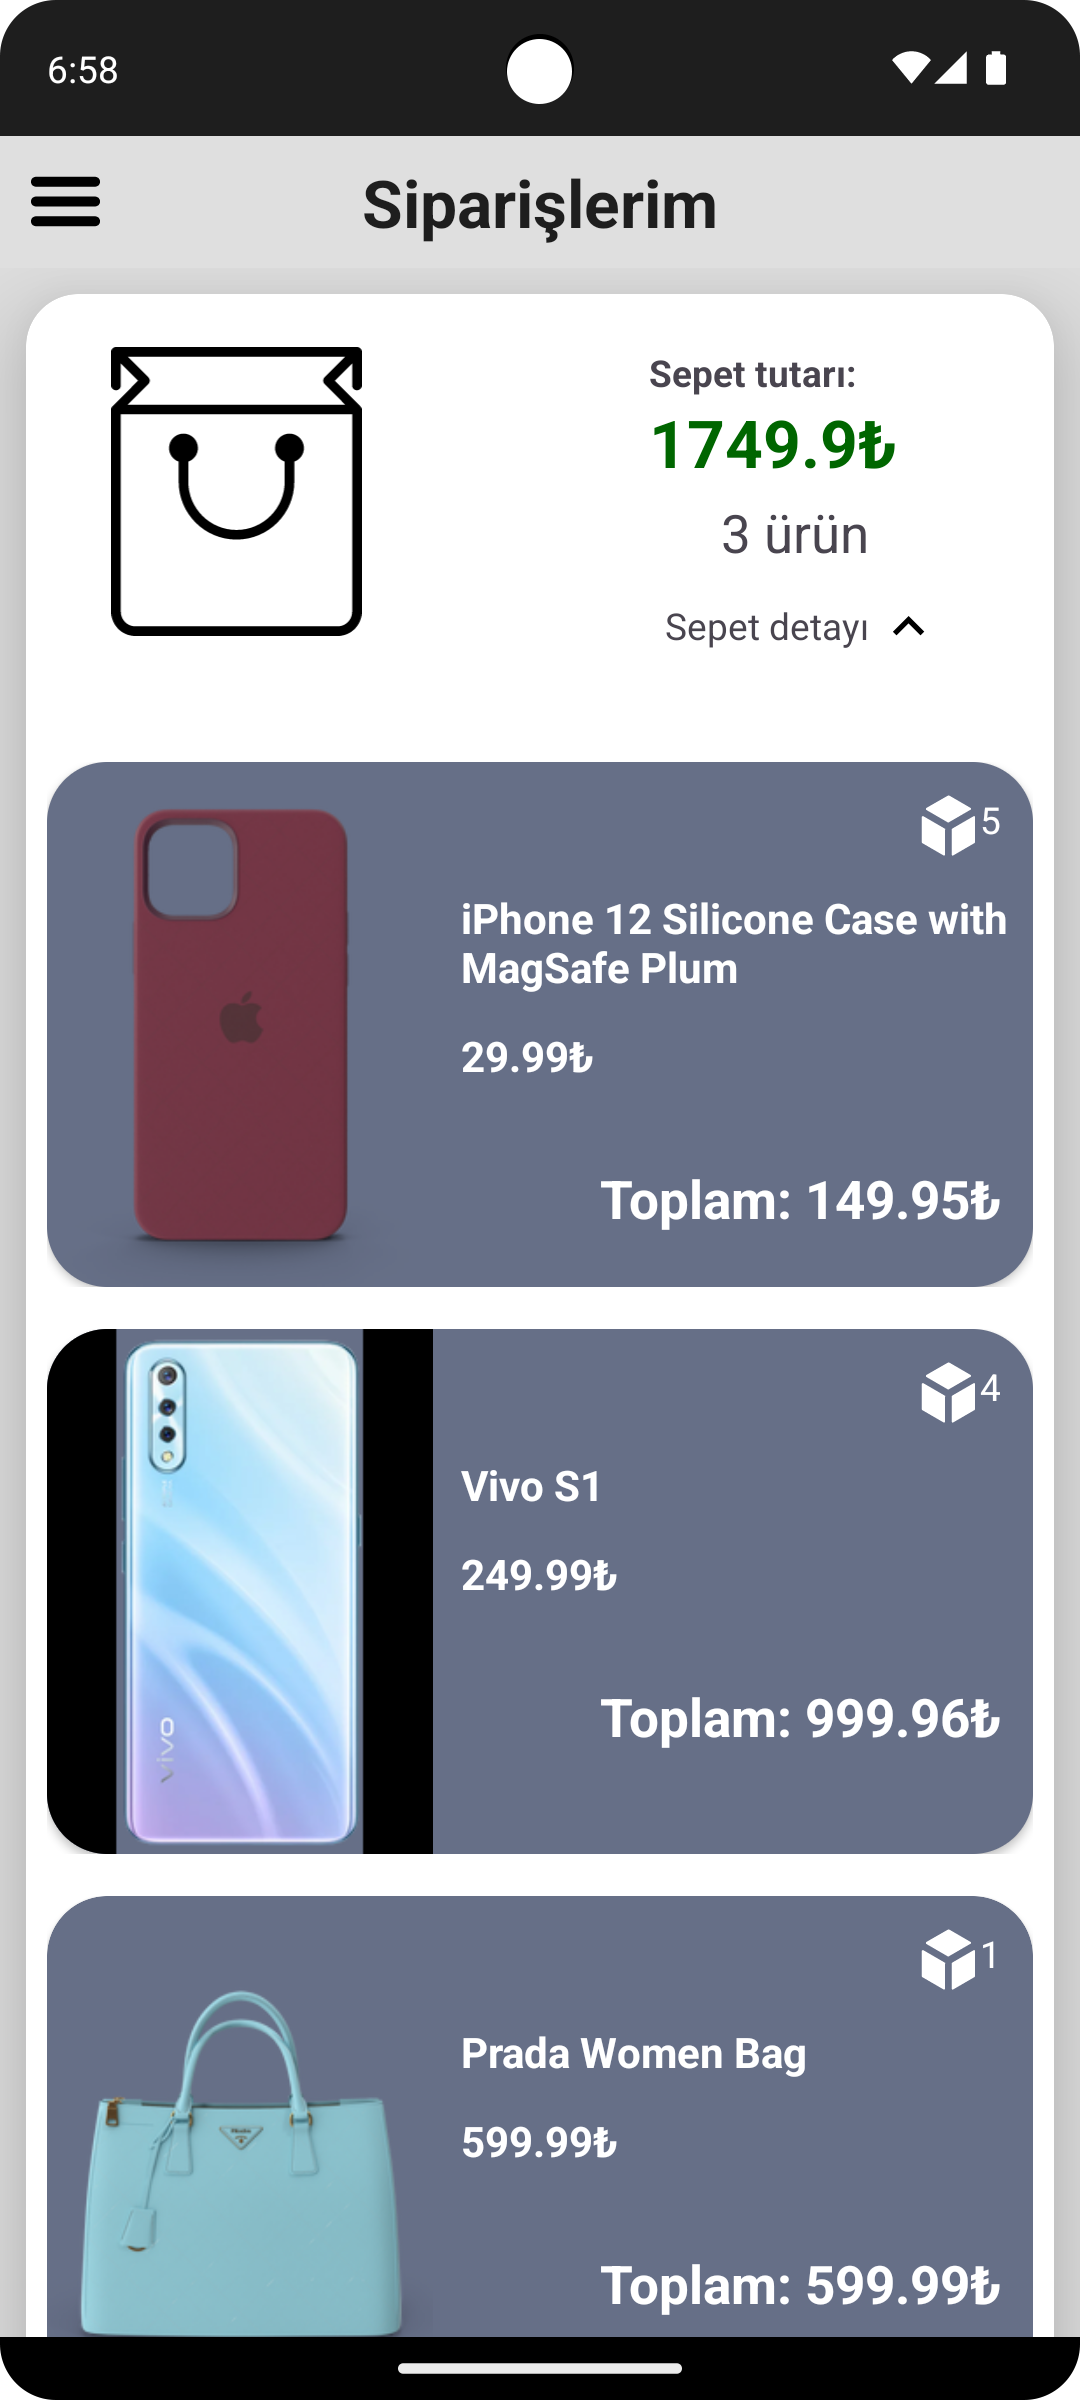 6:58
Siparişlerim
Sepet tutarı:
1749.9₺
3 ürün
Sepet detayı
5
iPhone 12 Silicone Case with
MagSafe Plum
29.99₺
Toplam: 149.95₺
4
Vivo S1
249.99₺
Toplam: 999.96₺
vivo
1
Prada Women Bag
599.99₺
Toplam: 599.99₺